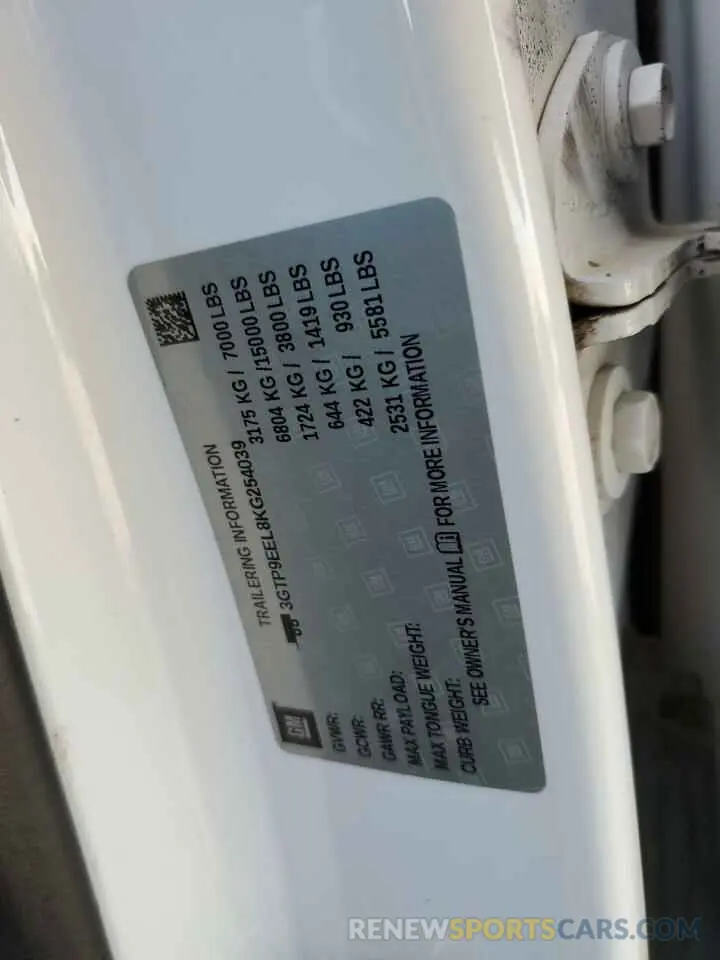 GM
TRAILERING INFORMATION
3GTP9EEL8KG254039
GVWR: 3175 KG / 7000 LBS
GCWR: 6804 KG /15000 LBS
GAWR RR: 1724 KG / 3800 LBS
MAX PAYLOAD: 644 KG / 1419 LBS
MAX TONGUE WEIGHT: 422 KG / 930 LBS
CURB WEIGHT: 2531 KG / 5581 LBS
SEE OWNER'S MANUAL FOR MORE INFORMATION
RENEWSPORTSCARS.COM